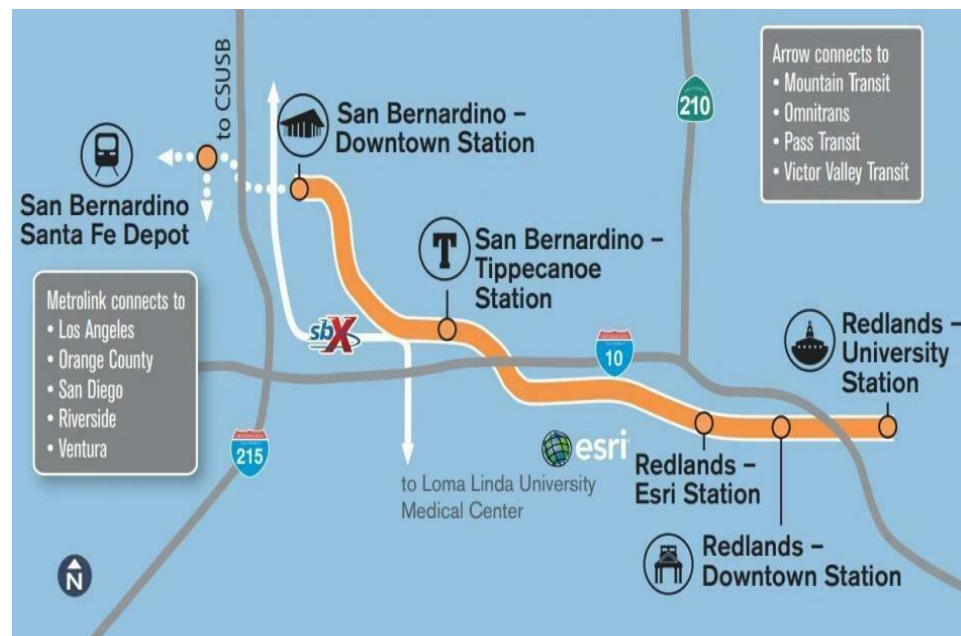 to CSUSB
San Bernardino –
Downtown Station
CALIFORNIA
210
Arrow connects to
• Mountain Transit
• Omnitrans
• Pass Transit
• Victor Valley Transit
San Bernardino
Santa Fe Depot
T
San Bernardino –
Tippecanoe
Station
Metrolink connects to
• Los Angeles
• Orange County
• San Diego
• Riverside
• Ventura
sbX
10
Redlands –
University
Station
215
esri
to Loma Linda University
Medical Center
Redlands –
Esri Station
Redlands –
Downtown Station
N